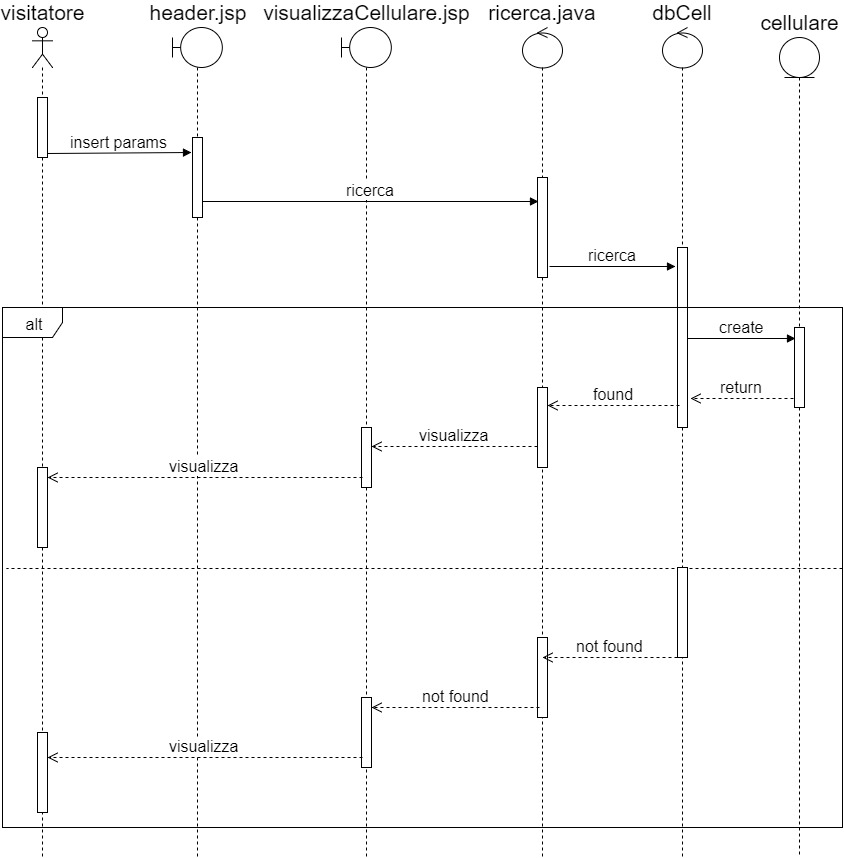 visitatore
header.jsp
visualizzaCellulare.jsp
ricerca.java
dbCell
cellulare
insert params
ricerca
ricerca
alt
create
return
found
visualizza
visualizza
not found
not found
visualizza